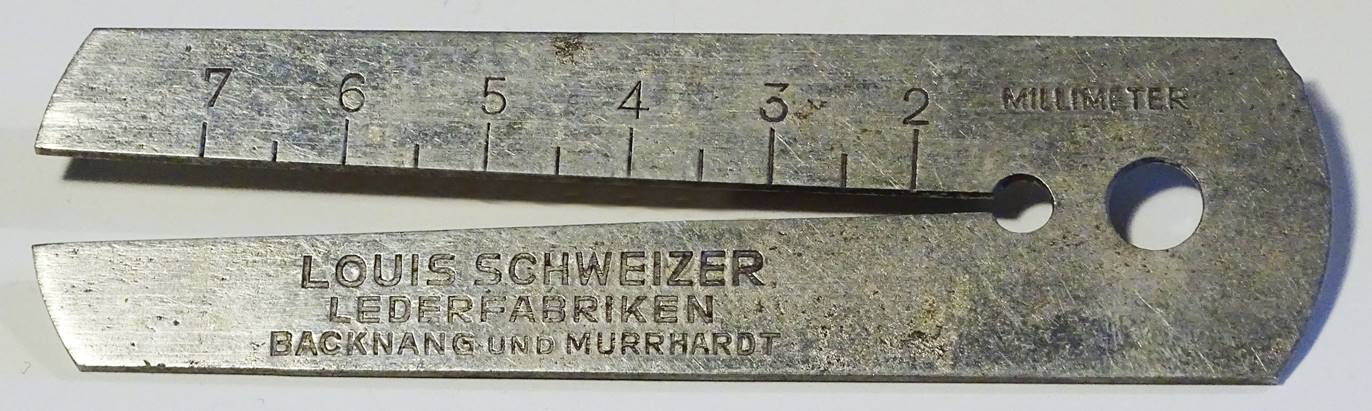 7 6 5 4 3 2 MILLIMETER
LOUIS SCHWEIZER
LEDERFABRIKEN
BACKNANG UND MURRHARDT